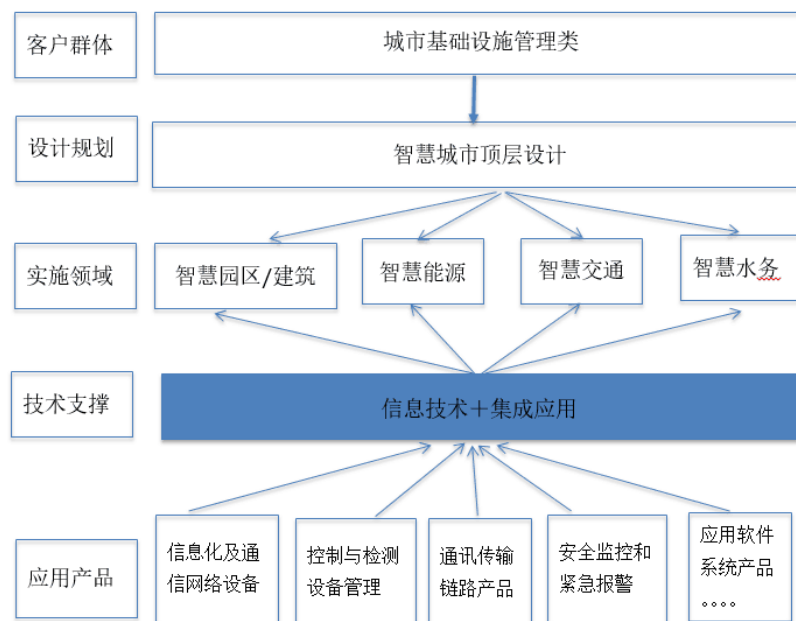 客户群体
城市基础设施管理类
设计规划
智慧城市顶层设计
实施领域
智慧园区/建筑
智慧能源
智慧交通
智慧水务
技术支撑
信息技术＋集成应用
应用产品
信息化及通
信网络设备
控制与检测
设备管理
通讯传输
链路产品
安全监控和
紧急报警
应用软件
系统产品
。。。。